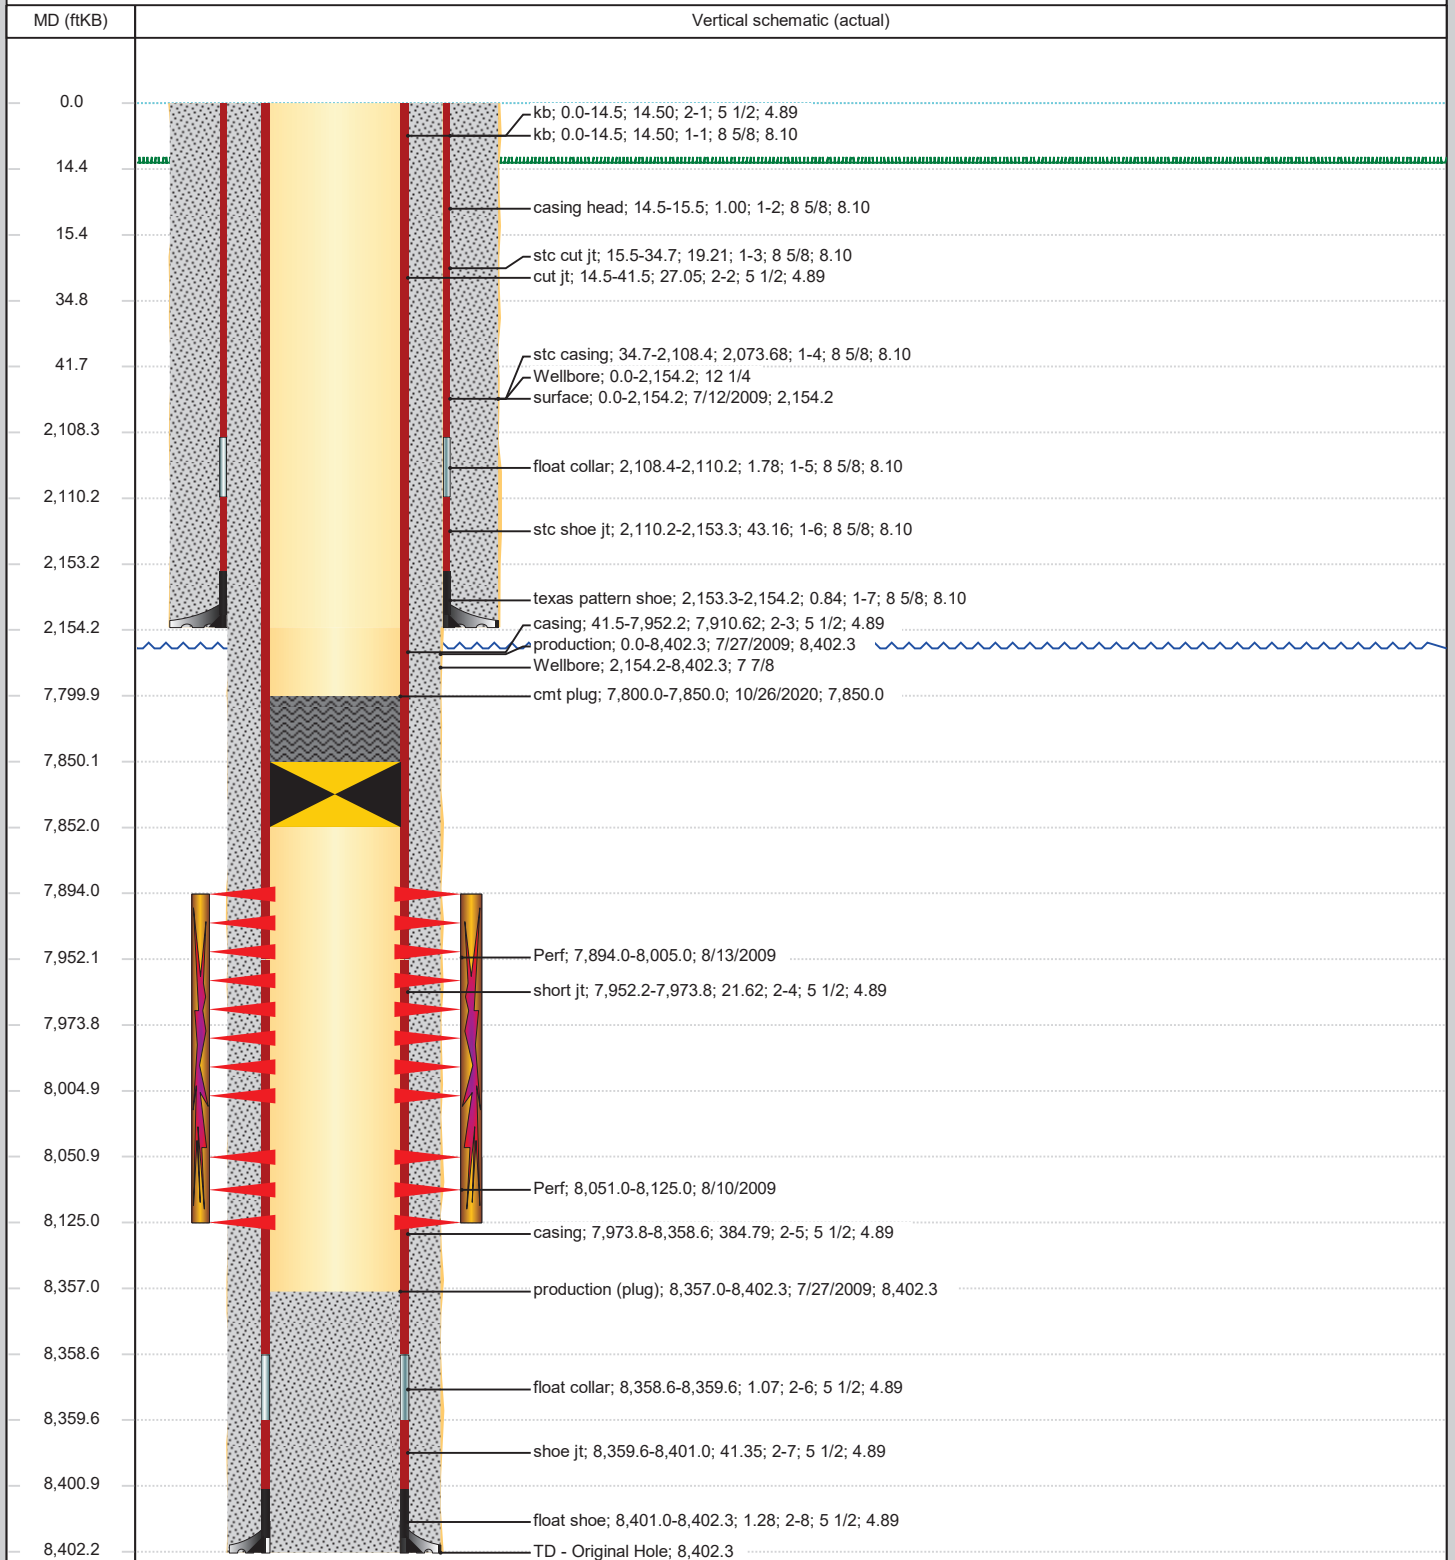 MD (ftKB)
Vertical schematic (actual)
0.0
kb; 0.0-14.5; 14.50; 2-1; 5 1/2; 4.89
kb; 0.0-14.5; 14.50; 1-1; 8 5/8; 8.10
14.4
casing head; 14.5-15.5; 1.00; 1-2; 8 5/8; 8.10
15.4
stc cut jt; 15.5-34.7; 19.21; 1-3; 8 5/8; 8.10
cut jt; 14.5-41.5; 27.05; 2-2; 5 1/2; 4.89
34.8
stc casing; 34.7-2,108.4; 2,073.68; 1-4; 8 5/8; 8.10
41.7
Wellbore; 0.0-2,154.2; 12 1/4
surface; 0.0-2,154.2; 7/12/2009; 2,154.2
2,108.3
float collar; 2,108.4-2,110.2; 1.78; 1-5; 8 5/8; 8.10
2,110.2
stc shoe jt; 2,110.2-2,153.3; 43.16; 1-6; 8 5/8; 8.10
2,153.2
texas pattern shoe; 2,153.3-2,154.2; 0.84; 1-7; 8 5/8; 8.10
casing; 41.5-7,952.2; 7,910.62; 2-3; 5 1/2; 4.89
2,154.2
production; 0.0-8,402.3; 7/27/2009; 8,402.3
Wellbore; 2,154.2-8,402.3; 7 7/8
7,799.9
cmt plug; 7,800.0-7,850.0; 10/26/2020; 7,850.0
7,850.1
7,852.0
7,894.0
7,952.1
Perf; 7,894.0-8,005.0; 8/13/2009
short jt; 7,952.2-7,973.8; 21.62; 2-4; 5 1/2; 4.89
7,973.8
8,004.9
8,050.9
Perf; 8,051.0-8,125.0; 8/10/2009
8,125.0
casing; 7,973.8-8,358.6; 384.79; 2-5; 5 1/2; 4.89
8,357.0
production (plug); 8,357.0-8,402.3; 7/27/2009; 8,402.3
8,358.6
float collar; 8,358.6-8,359.6; 1.07; 2-6; 5 1/2; 4.89
8,359.6
shoe jt; 8,359.6-8,401.0; 41.35; 2-7; 5 1/2; 4.89
8,400.9
float shoe; 8,401.0-8,402.3; 1.28; 2-8; 5 1/2; 4.89
8,402.2
TD - Original Hole; 8,402.3